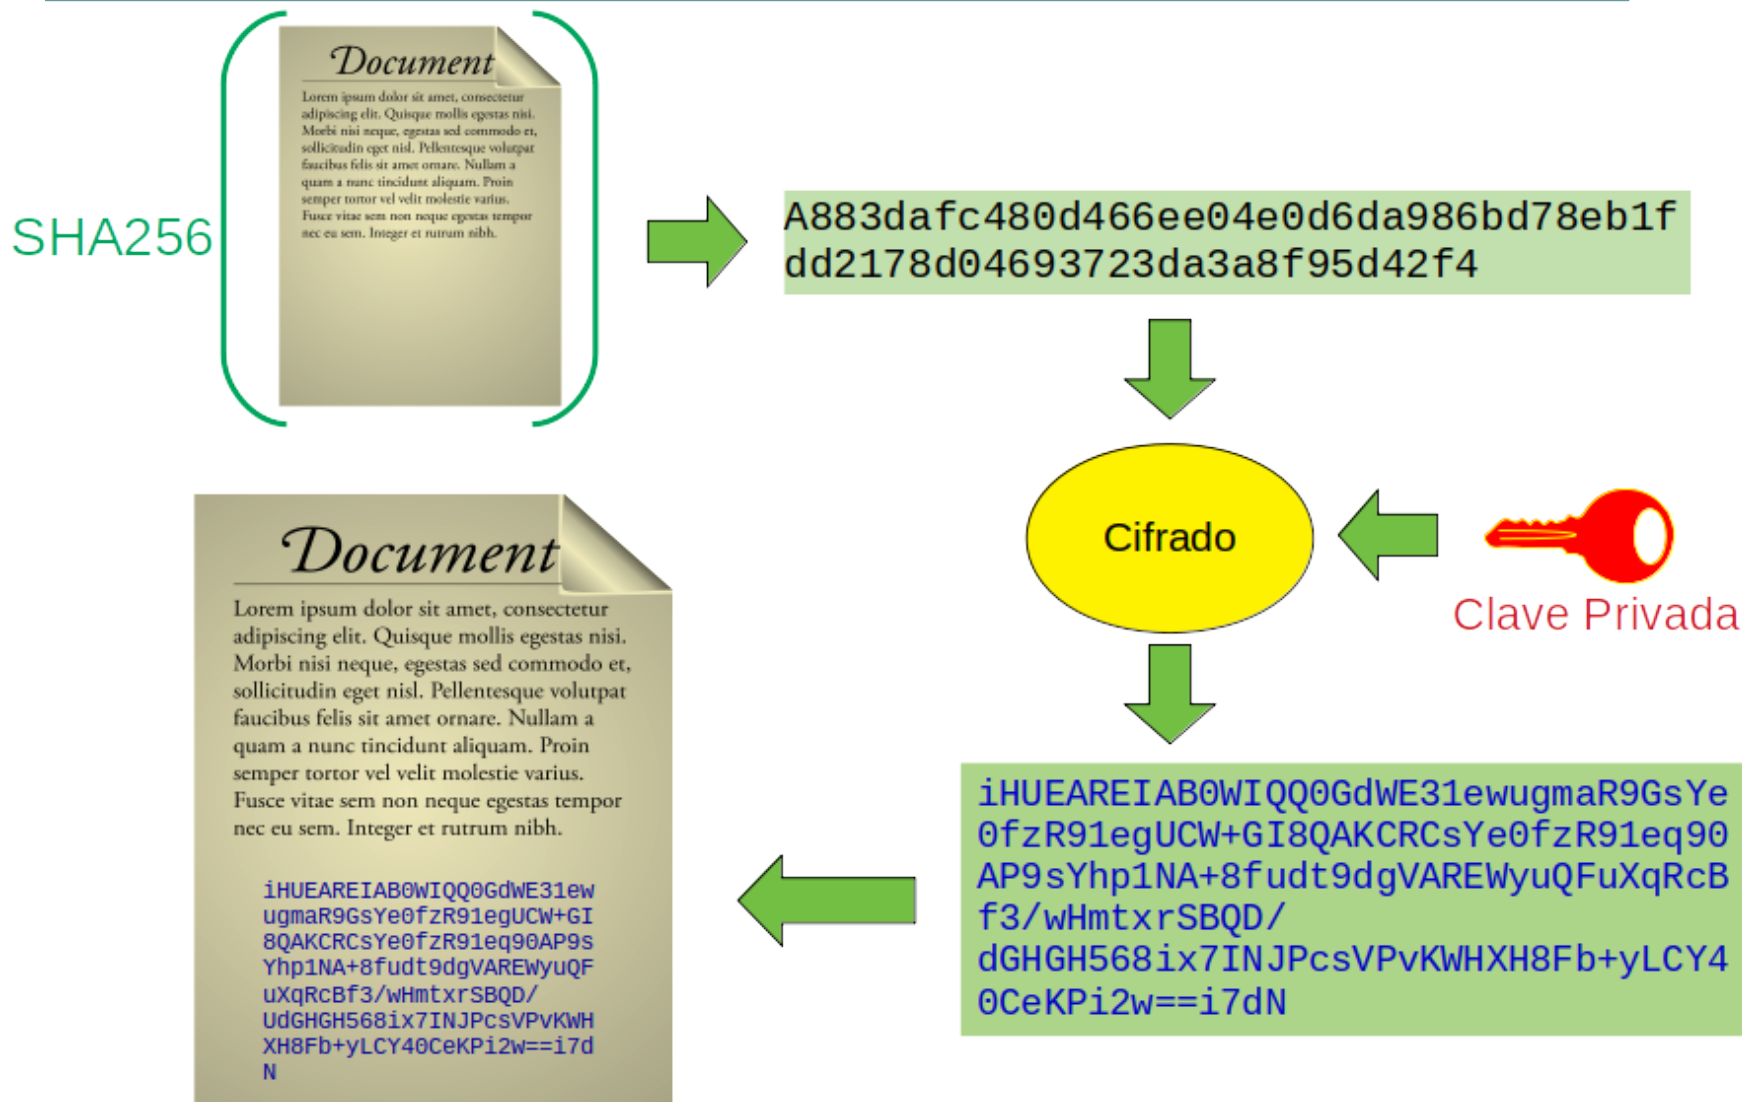 SHA256
Document
Lorem ipsum dolor sit amet, consectetur
adipiscing elit. Quisque mollis egestas nisi.
Morbi nisi neque, egestas sed commodo et,
sollicitudin eget nisl. Pellentesque volutpat
faucibus felis sit amet ornare. Nullam a
quam a nunc tincidunt aliquam. Proin
semper tortor vel velit molestie varius.
Fusce vitae sem non neque egestas tempor
nec eu sem. Integer et rutrum nibh.
A883dafc480d466ee04e0d6da986bd78eb1f
dd2178d04693723da3a8f95d42f4
Cifrado
Clave Privada
iHUEAREIAB0WIQQ0GdWE31ewugmaR9GsYe
0fzR91egUCW+GI8QAKCRCsYe0fzR91eq90
AP9sYhp1NA+8fudt9dgVAREWyuQFuXqRcB
f3/wHmtxrSBQD/
dGHGH568ix7INJPcsVPvKWHXH8Fb+yLCY4
0CeKPi2w==i7dN
Document
Lorem ipsum dolor sit amet, consectetur
adipiscing elit. Quisque mollis egestas nisi.
Morbi nisi neque, egestas sed commodo et,
sollicitudin eget nisl. Pellentesque volutpat
faucibus felis sit amet ornare. Nullam a
quam a nunc tincidunt aliquam. Proin
semper tortor vel velit molestie varius.
Fusce vitae sem non neque egestas tempor
nec eu sem. Integer et rutrum nibh.
iHUEAREIAB0WIQQ0GdWE31ew
ugmaR9GsYe0fzR91egUCW+GI
8QAKCRCsYe0fzR91eq90AP9s
Yhp1NA+8fudt9dgVAREWyuQF
uXqRcBf3/wHmtxrSBQD/
UdGHGH568ix7INJPcsVPvKWH
XH8Fb+yLCY40CeKPi2w==i7d
N